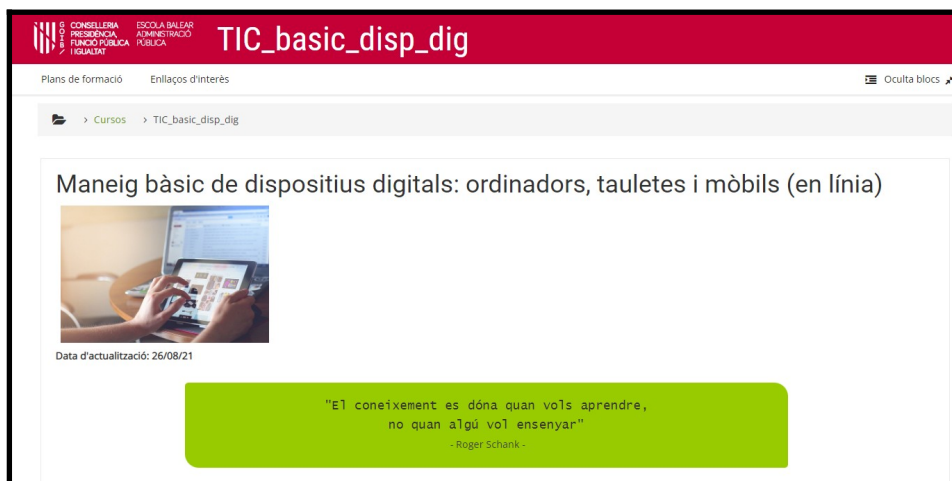 GOIB
CONSELLERIA
PRESIDÈNCIA,
FUNCIÓ PÚBLICA
I IGUALTAT
ESCOLA BALEAR
ADMINISTRACIÓ
PÚBLICA
TIC_basic_disp_dig
Plans de formació
Enllaços d'interès
Oculta blocs
> Cursos > TIC_basic_disp_dig
Maneig bàsic de dispositius digitals: ordinadors, tauletes i mòbils (en línia)
Data d'actualització: 26/08/21
"El coneixement es dóna quan vols aprendre,
no quan algú vol ensenyar"
- Roger Schank -